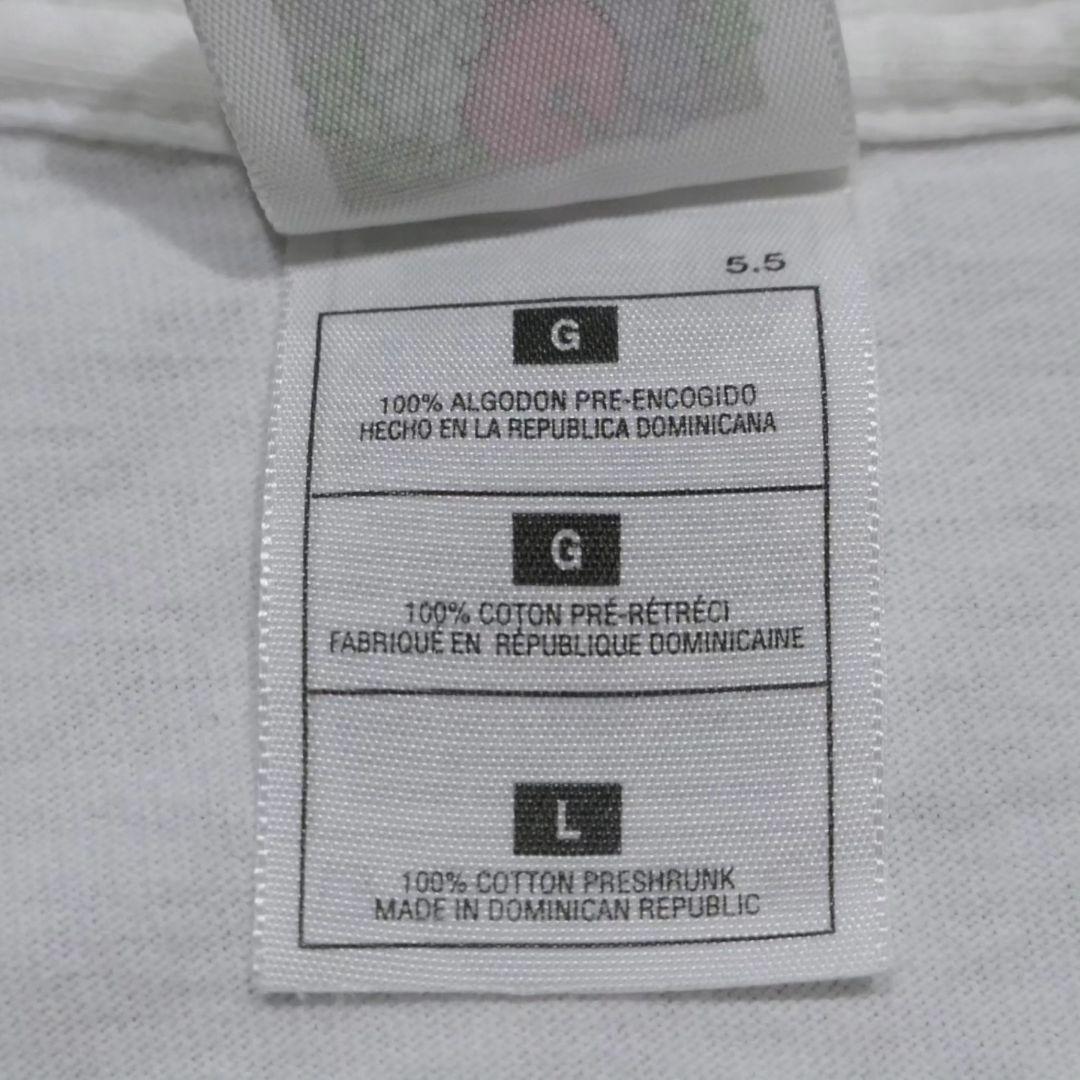 5.5
G
100% ALGODON PRE-ENCOGIDO
HECHO EN LA REPUBLICA DOMINICANA
G
100% COTON PRÉ-RÉTRÉCI
FABRIQUÉ EN RÉPUBLIQUE DOMINICAINE
L
100% COTTON PRESHRUNK
MADE IN DOMINICAN REPUBLIC